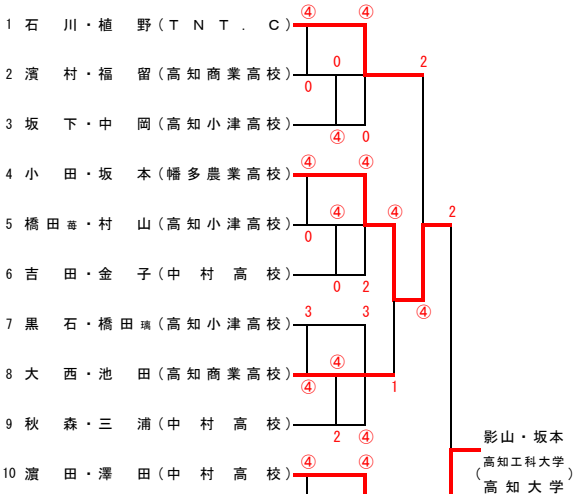 ④ ④
1 石川・植野(TNT.C)
0 2
2 濱村・福留(高知商業高校)
0
3 坂下・中岡(高知小津高校)
④ 0
④ ④
4 小田・坂本(幡多農業高校)
④ ④ 2
5 橋田苺・村山(高知小津高校)
0
6 吉田・金子(中村高校)
0 2
3 3 ④
7 黒石・橋田璃(高知小津高校)
④
8 大西・池田(高知商業高校)
④ 1
9 秋森・三浦(中村高校)
2 ④
影山・坂本
④ ④
(高知工科大学
10 濵田・澤田(中村高校)
高知大学)